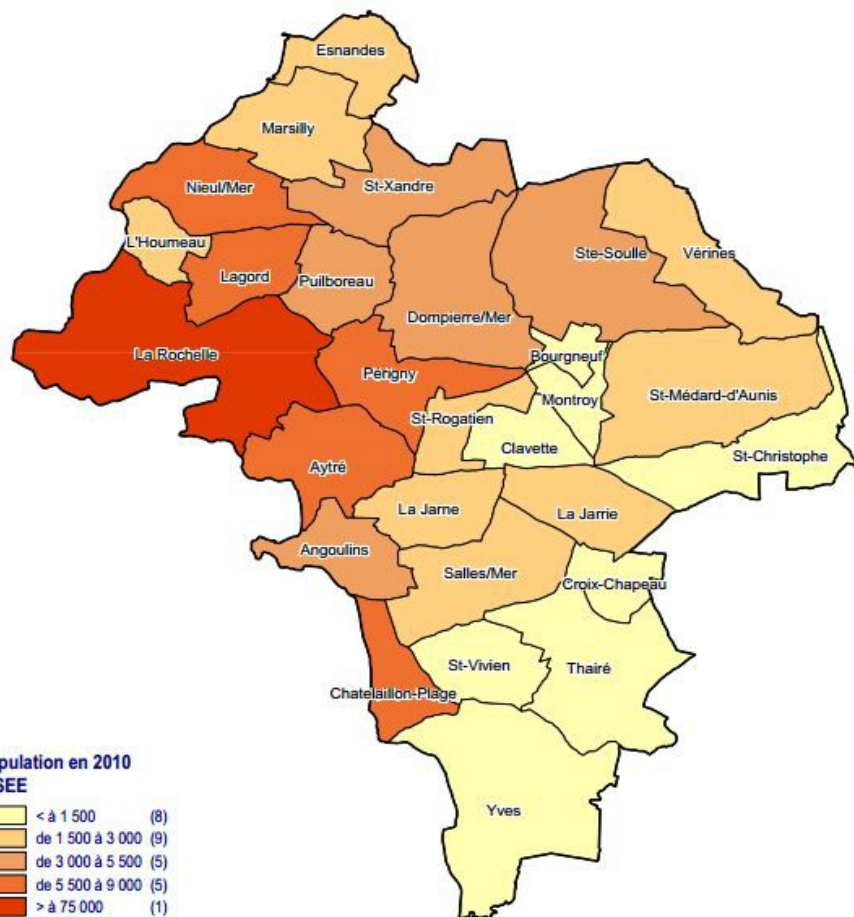 Esnandes
Marsilly
Nieul/Mer
St-Xandre
L'Houmeau
Lagord
Puilboreau
Ste-Soulle
Vérines
Dompierre/Mer
La Rochelle
Bourgneuf
Périgny
Montroy
St-Médard-d'Aunis
St-Rogatien
Clavette
St-Christophe
Aytré
La Jarne
La Jarrie
Angoulins
Salles/Mer
Croix-Chapeau
St-Vivien
Thairé
Chatelaillon-Plage
Yves
pulation en 2010
SEE
< à 1 500 (8)
de 1 500 à 3 000 (9)
de 3 000 à 5 500 (5)
de 5 500 à 9 000 (5)
> à 75 000 (1)